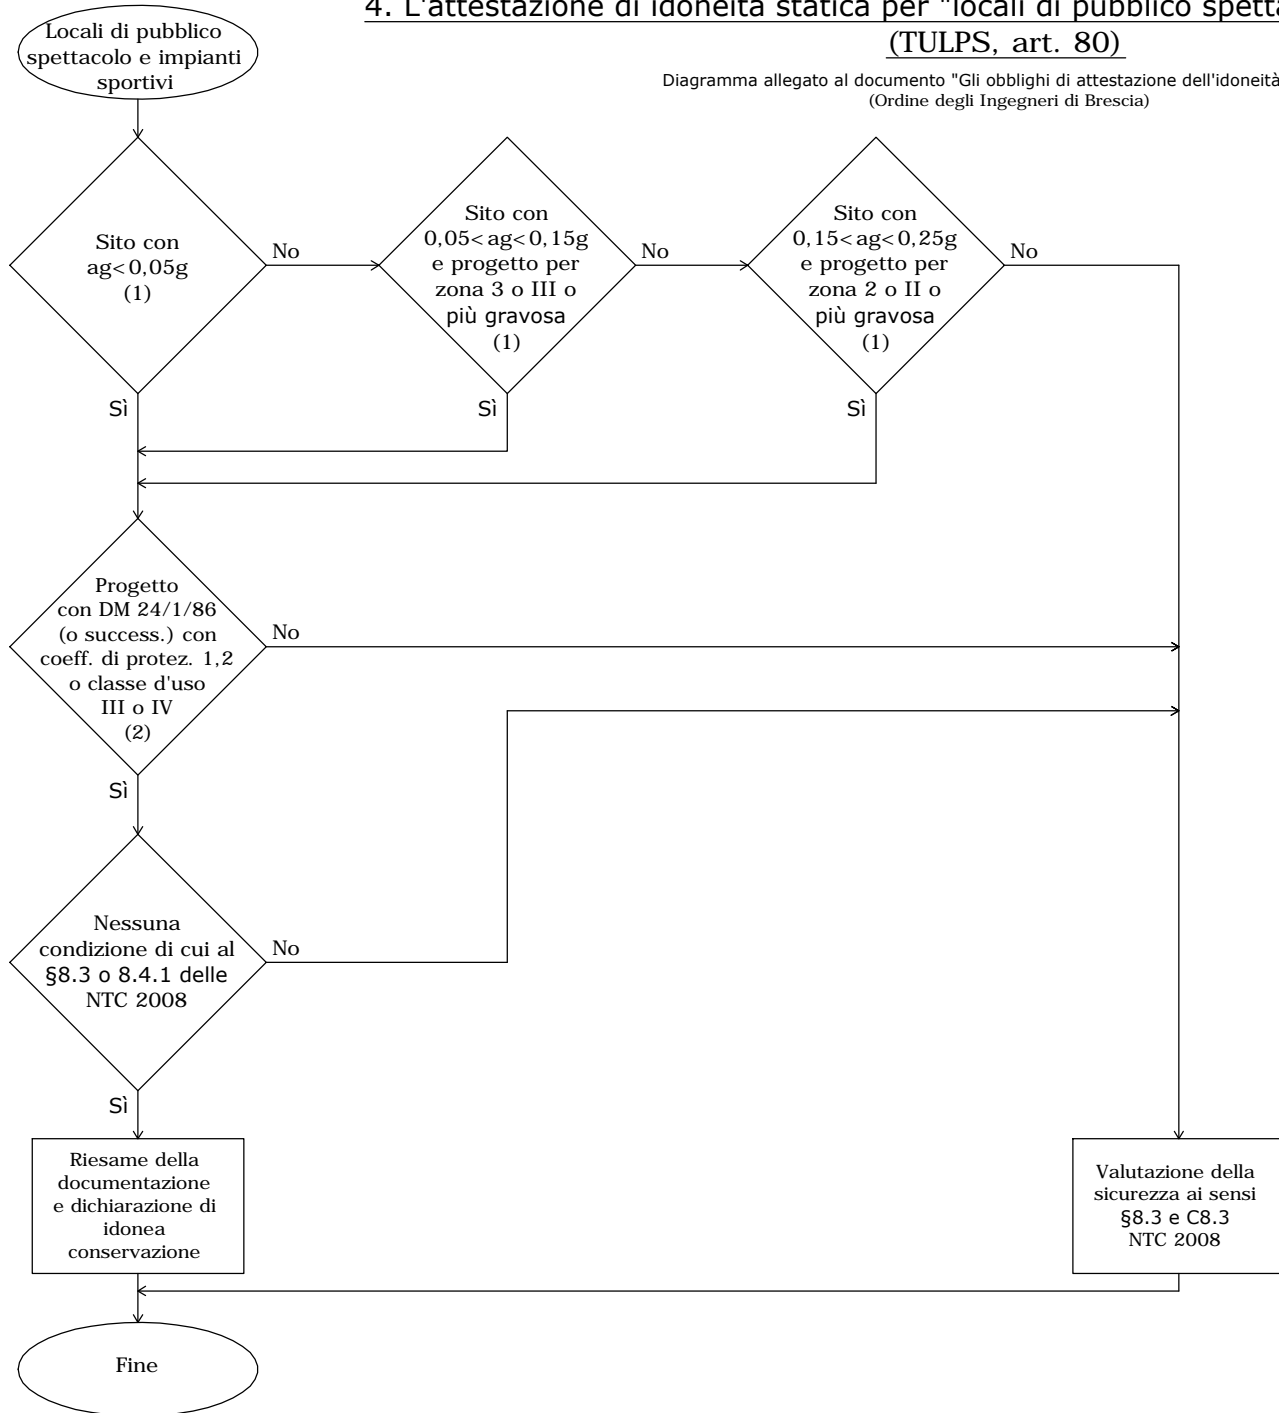 4. L'attestazione di idoneità statica per "locali di pubblico
(TULPS, art. 80)
Diagramma allegato al documento "Gli obblighi di attestazione dell'idoneità
(Ordine degli Ingegneri di Brescia)
Locali di pubblico
spettacolo e impianti
sportivi
Sito con
ag<0,05g
(1)
No
Sì
Sito con
0,05<ag<0,15g
e progetto per
zona 3 o III o
più gravosa
(1)
No
Sì
Sito con
0,15<ag<0,25g
e progetto per
zona 2 o II o
più gravosa
(1)
No
Sì
Progetto
con DM 24/1/86
(o success.) con
coeff. di protez. 1,2
o classe d'uso
III o IV
(2)
No
Sì
Nessuna
condizione di cui al
§8.3 o 8.4.1 delle
NTC 2008
No
Sì
Riesame della
documentazione
e dichiarazione di
idonea
conservazione
Valutazione della
sicurezza ai sensi
§8.3 e C8.3
NTC 2008
Fine